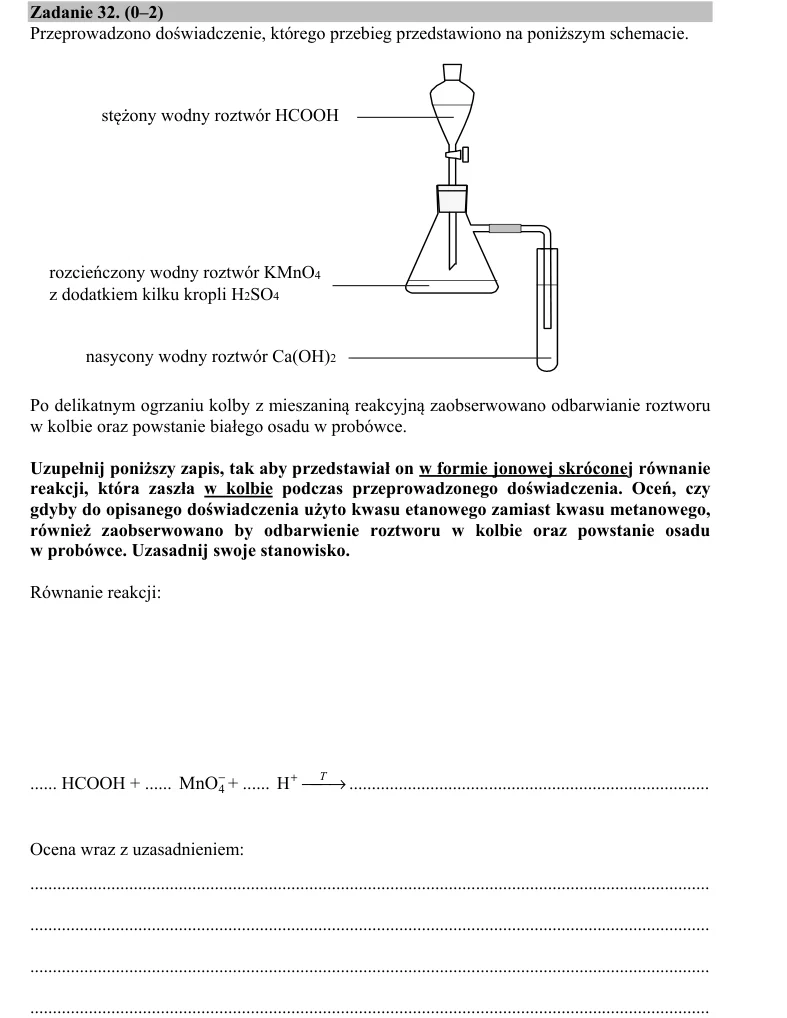 Zadanie 32. (0–2)
Przeprowadzono doświadczenie, którego przebieg przedstawiono na poniższym schemacie.
stężony wodny roztwór HCOOH
rozcieńczony wodny roztwór KMnO4
z dodatkiem kilku kropli H2SO4
nasycony wodny roztwór Ca(OH)2
Po delikatnym ogrzaniu kolby z mieszaniną reakcyjną zaobserwowano odbarwianie roztworu
w kolbie oraz powstanie białego osadu w probówce.
Uzupełnij poniższy zapis, tak aby przedstawiał on w formie jonowej skróconej równanie
reakcji, która zaszła w kolbie podczas przeprowadzonego doświadczenia. Oceń, czy
gdyby do opisanego doświadczenia użyto kwasu etanowego zamiast kwasu metanowego,
również zaobserwowano by odbarwienie roztworu w kolbie oraz powstanie osadu
w probówce. Uzasadnij swoje stanowisko.
Równanie reakcji:
...... HCOOH + ...... MnO₄⁻ + ...... H⁺ —T→ ....................................................................................
Ocena wraz z uzasadnieniem:
................................................................................................................................................................
................................................................................................................................................................
................................................................................................................................................................
................................................................................................................................................................